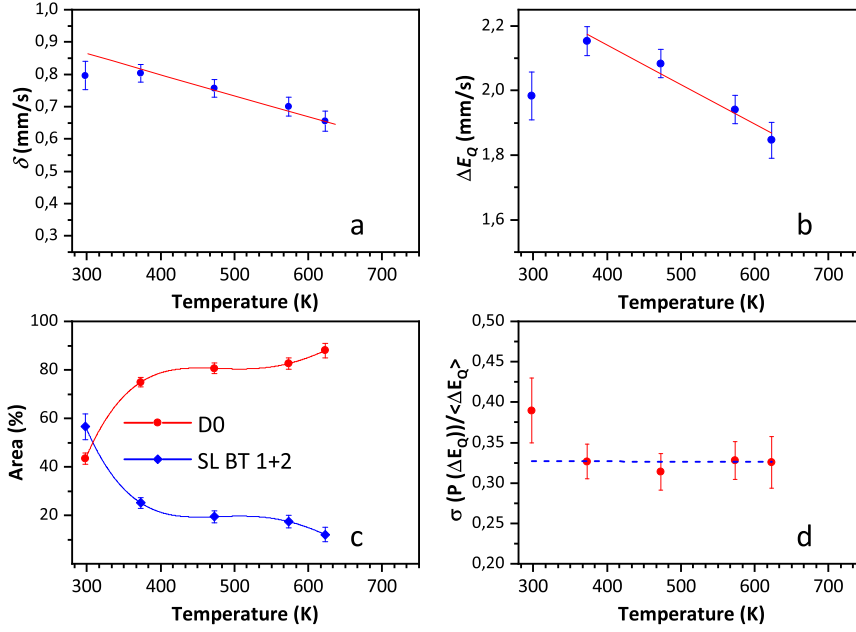 1,0
0,9
0,8
0,7
0,6
0,5
0,4
0,3
δ (mm/s)
300 400 500 600 700
Temperature (K)
a
2,2
2,0
1,8
1,6
ΔE_Q (mm/s)
300 400 500 600 700
Temperature (K)
b
100
80
60
40
20
Area (%)
D0
SL BT 1+2
300 400 500 600 700
Temperature (K)
c
0,50
0,45
0,40
0,35
0,30
0,25
0,20
σ (P (ΔE_Q))/<ΔE_Q>
300 400 500 600 700
Temperature (K)
d